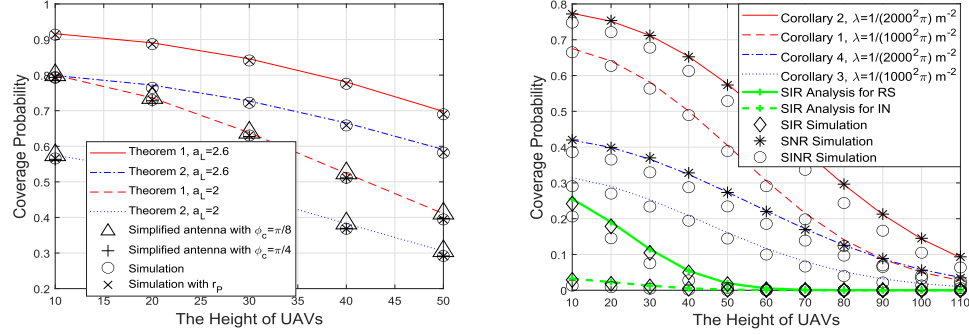 0.9
0.8
0.7
0.6
0.5
0.4
0.3
0.2
10
15
20
25
30
35
40
45
50
Coverage Probability
The Height of UAVs
Theorem 1, a_L=2.6
Theorem 2, a_L=2.6
Theorem 1, a_L=2
Theorem 2, a_L=2
Simplified antenna with ϕ_c=π/8
Simplified antenna with ϕ_c=π/4
Simulation
Simulation with r_P
0.8
0.7
0.6
0.5
0.4
0.3
0.2
0.1
0
10
20
30
40
50
60
70
80
90
100
110
Coverage Probability
The Height of UAVs
Corollary 2, λ=1/(2000²π) m⁻²
Corollary 1, λ=1/(1000²π) m⁻²
Corollary 4, λ=1/(2000²π) m⁻²
Corollary 3, λ=1/(1000²π) m⁻²
SIR Analysis for RS
SIR Analysis for IN
SIR Simulation
SNR Simulation
SINR Simulation